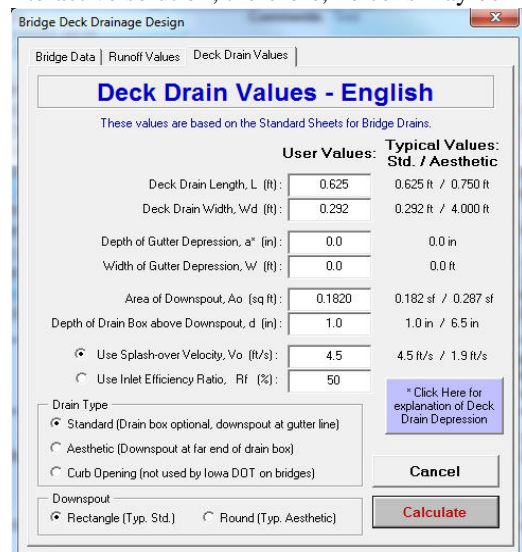 Bridge Deck Drainage Design
Bridge Data | Runoff Values | Deck Drain Values
Deck Drain Values - English
These values are based on the Standard Sheets for Bridge Drains.
User Values: Typical Values: Std. / Aesthetic
Deck Drain Length, L (ft): 0.625 0.625 ft / 0.750 ft
Deck Drain Width, Wd (ft): 0.292 0.292 ft / 4.000 ft
Depth of Gutter Depression, a* (in): 0.0 0.0 in
Width of Gutter Depression, W (ft): 0.0 0.0 ft
Area of Downspout, Ao (sq ft): 0.1820 0.182 sf / 0.287 sf
Depth of Drain Box above Downspout, d (in): 1.0 1.0 in / 6.5 in
Use Splash-over Velocity, Vo (ft/s): 4.5 4.5 ft/s / 1.9 ft/s
Use Inlet Efficiency Ratio, Rf (%): 50
* Click Here for
explanation of Deck
Drain Depression
Drain Type
Standard (Drain box optional, downspout at gutter line)
Aesthetic (Downspout at far end of drain box)
Curb Opening (not used by Iowa DOT on bridges)
Cancel
Downspout
Rectangle (Typ. Std.) Round (Typ. Aesthetic)
Calculate